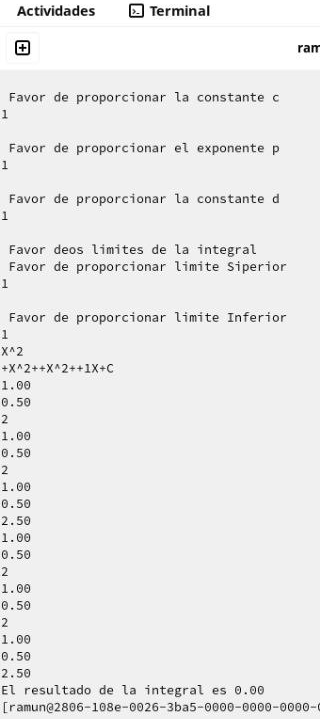 Actividades Terminal
ram
Favor de proporcionar la constante c
1
Favor de proporcionar el exponente p
1
Favor de proporcionar la constante d
1
Favor deos limites de la integral
Favor de proporcionar limite Siperior
1
Favor de proporcionar limite Inferior
1
X^2
+X^2++X^2++1X+C
1.00
0.50
2
1.00
0.50
2
1.00
0.50
2.50
1.00
0.50
2
1.00
0.50
2
1.00
0.50
2.50
El resultado de la integral es 0.00
[ramun@2806-108e-0026-3ba5-0000-0000-0000-0